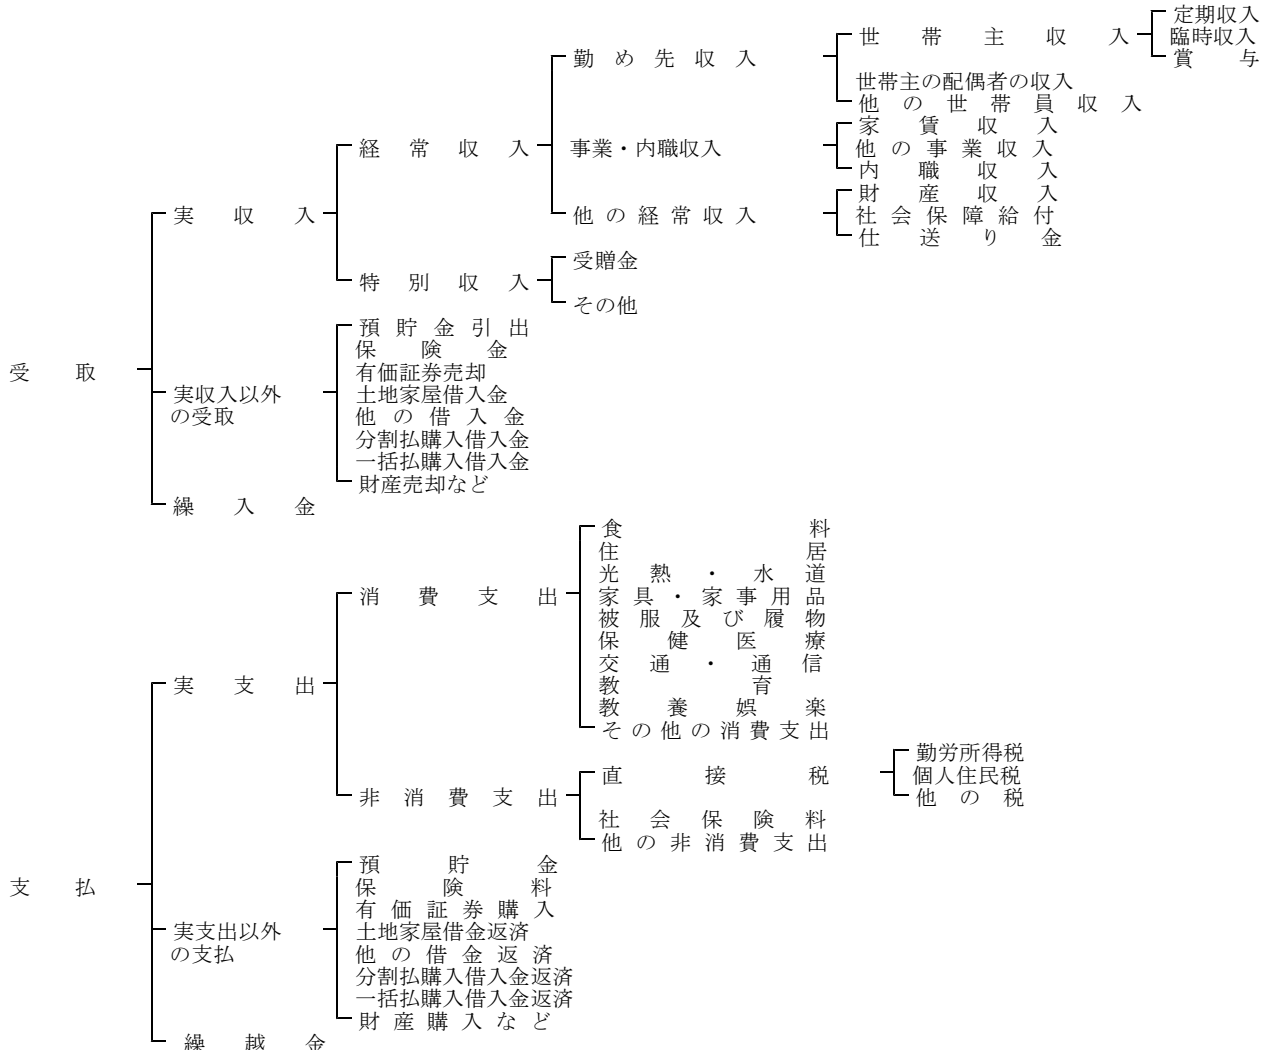 定期収入
世帯主収入
臨時収入
賞与
勤め先収入
世帯主の配偶者の収入
他の世帯員収入
家賃収入
経常収入
事業・内職収入
他の事業収入
内職収入
財産収入
実収入
他の経常収入
社会保障給付
仕送り金
受贈金
特別収入
その他
預貯金引出
保険金
受取
有価証券売却
実収入以外
の受取
土地家屋借入金
他の借入金
分割払購入借入金
一括払購入借入金
財産売却など
繰入金
食料
住居
光熱・水道
消費支出
家具・家事用品
被服及び履物
保健医療
交通・通信
実支出
教育
教養娯楽
その他の消費支出
勤労所得税
直接税
個人住民税
非消費支出
他の税
社会保険料
他の非消費支出
預貯金
支払
保険料
有価証券購入
実支出以外
の支払
土地家屋借金返済
他の借金返済
分割払購入借入金返済
一括払購入借入金返済
財産購入など
繰越金